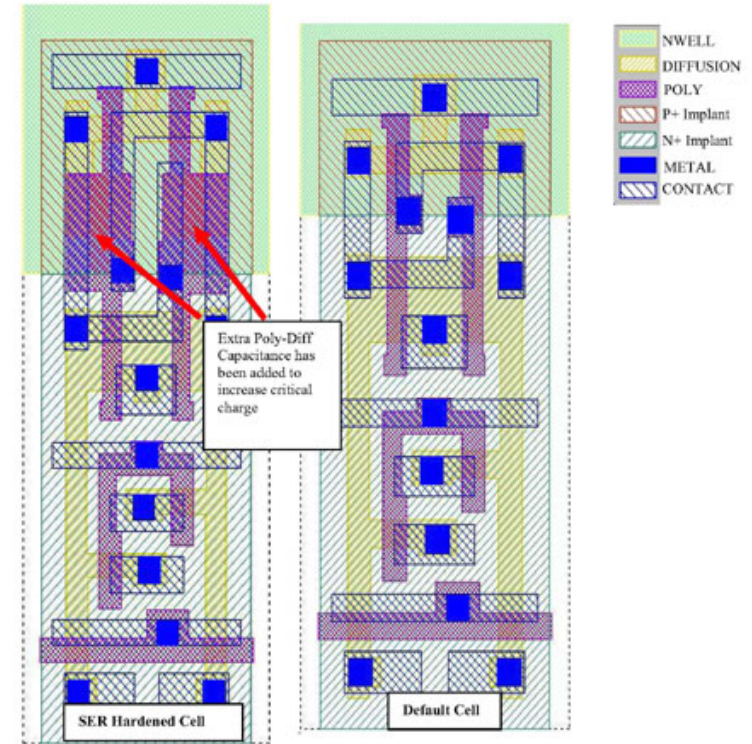 NWELL
DIFFUSION
POLY
P+ Implant
N+ Implant
METAL
CONTACT
Extra Poly-Diff
Capacitance has
been added to
increase critical
charge
SER Hardened Cell
Default Cell